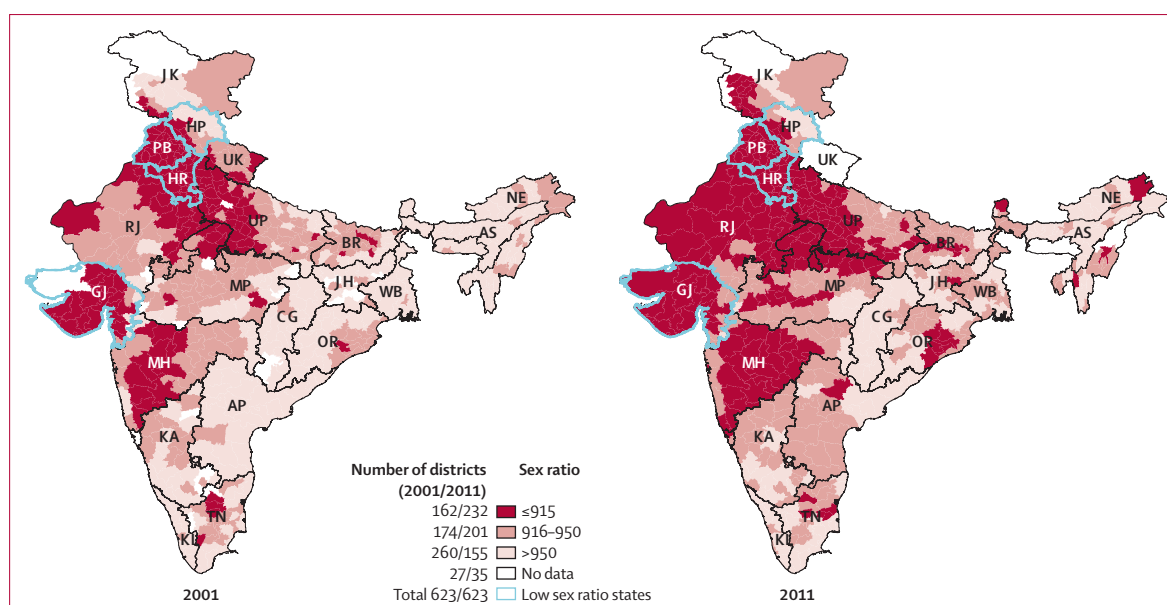 JK
HP
PB
UK
HR
RJ
UP
NE
AS
BR
GJ
MP
JH
WB
CG
OR
MH
AP
KA
TN
KL
2001
Number of districts Sex ratio
(2001/2011)
162/232 ≤915
174/201 916–950
260/155 >950
27/35 No data
Total 623/623 Low sex ratio states
JK
HP
PB
UK
HR
RJ
UP
NE
AS
BR
GJ
MP
JH
WB
CG
OR
MH
AP
KA
TN
KL
2011